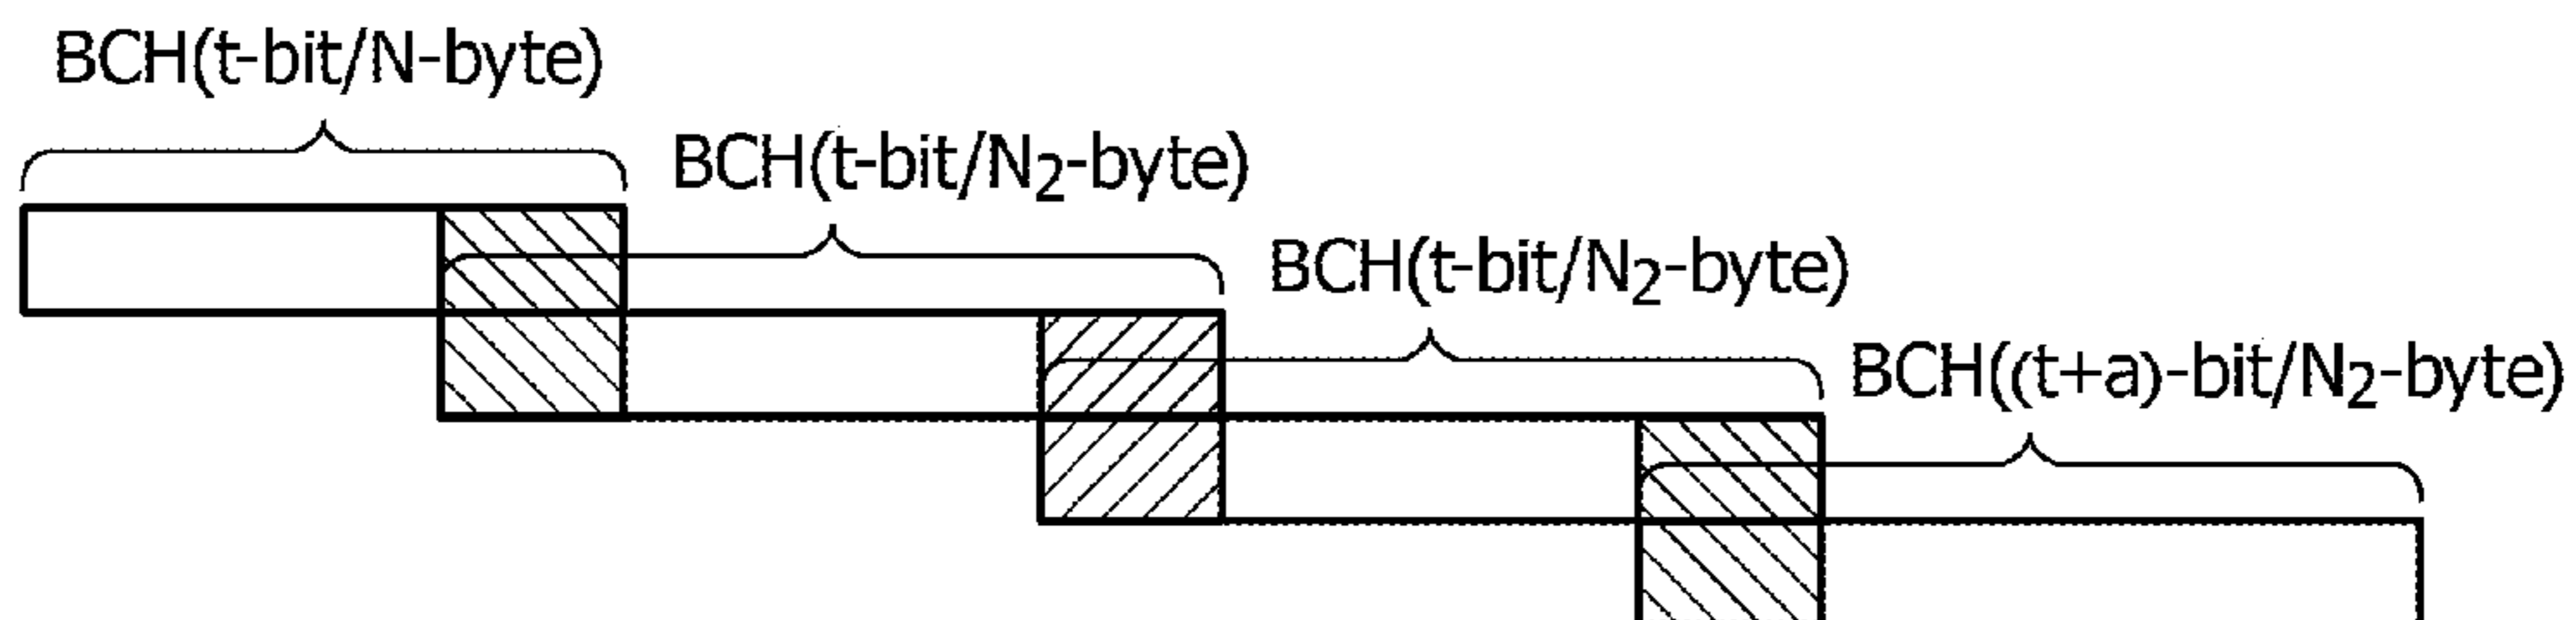 BCH(t-bit/N-byte)
BCH(t-bit/N₂-byte)
BCH(t-bit/N₂-byte)
BCH((t+a)-bit/N₂-byte)